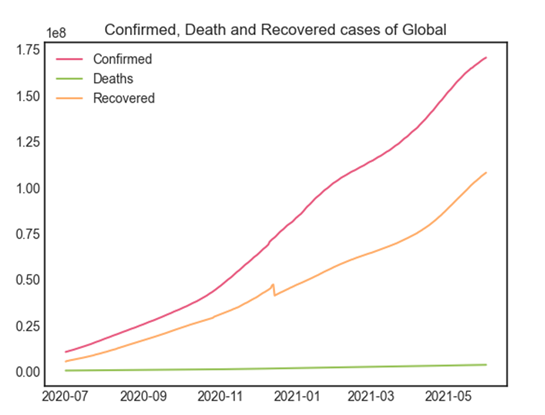 Confirmed, Death and Recovered cases of Global
1e8
1.75
1.50
1.25
1.00
0.75
0.50
0.25
0.00
Confirmed
Deaths
Recovered
2020-07 2020-09 2020-11 2021-01 2021-03 2021-05